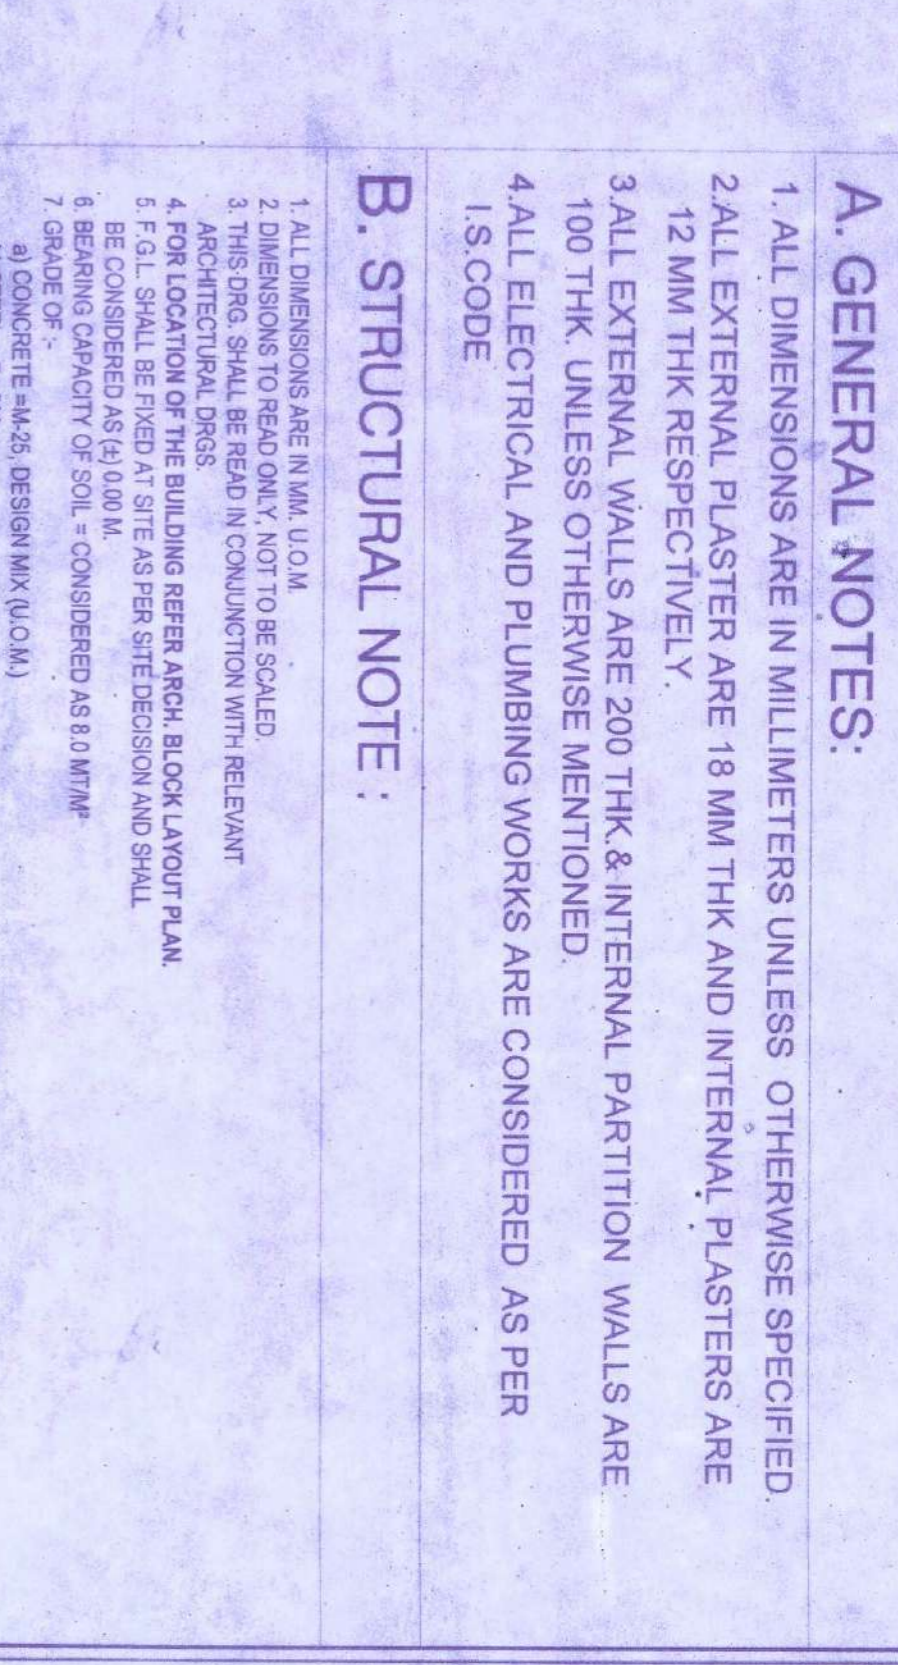 A. GENERAL NOTES:
1. ALL DIMENSIONS ARE IN MILLIMETERS UNLESS OTHERWISE SPECIFIED.
2.ALL EXTERNAL PLASTER ARE 18 MM THK AND INTERNAL PLASTERS ARE
12 MM THK RESPECTIVELY.
3.ALL EXTERNAL WALLS ARE 200 THK.& INTERNAL PARTITION WALLS ARE
100 THK. UNLESS OTHERWISE MENTIONED.
4.ALL ELECTRICAL AND PLUMBING WORKS ARE CONSIDERED AS PER
I.S.CODE
B. STRUCTURAL NOTE :
1. ALL DIMENSIONS ARE IN MM. U.O.M.
2. DIMENSIONS TO READ ONLY, NOT TO BE SCALED.
3. THIS DRG. SHALL BE READ IN CONJUNCTION WITH RELEVANT
ARCHITECTURAL DRGS.
4. FOR LOCATION OF THE BUILDING REFER ARCH. BLOCK LAYOUT PLAN.
5. F.G.L. SHALL BE FIXED AT SITE AS PER SITE DECISION AND SHALL
BE CONSIDERED AS (±) 0.00 M.
6. BEARING CAPACITY OF SOIL = CONSIDERED AS 8.0 MT/M²
7. GRADE OF :-
a) CONCRETE =M-25, DESIGN MIX (U.O.M.)